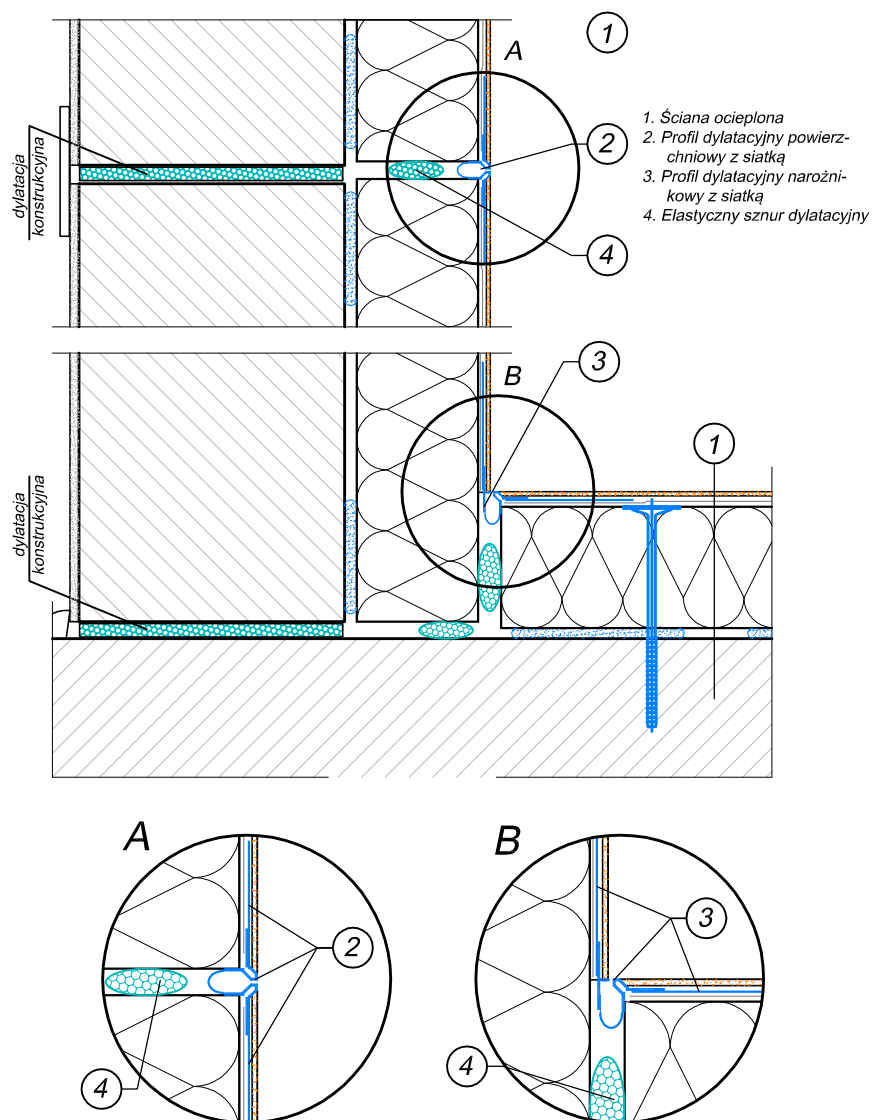 1
A
1. Ściana ocieplona
2. Profil dylatacyjny powierz-
chniowy z siatką
3. Profil dylatacyjny narożni-
kowy z siatką
4. Elastyczny sznur dylatacyjny
2
dylatacja
konstrukcyjna
4
3
B
1
dylatacja
konstrukcyjna
A
B
3
2
4
4